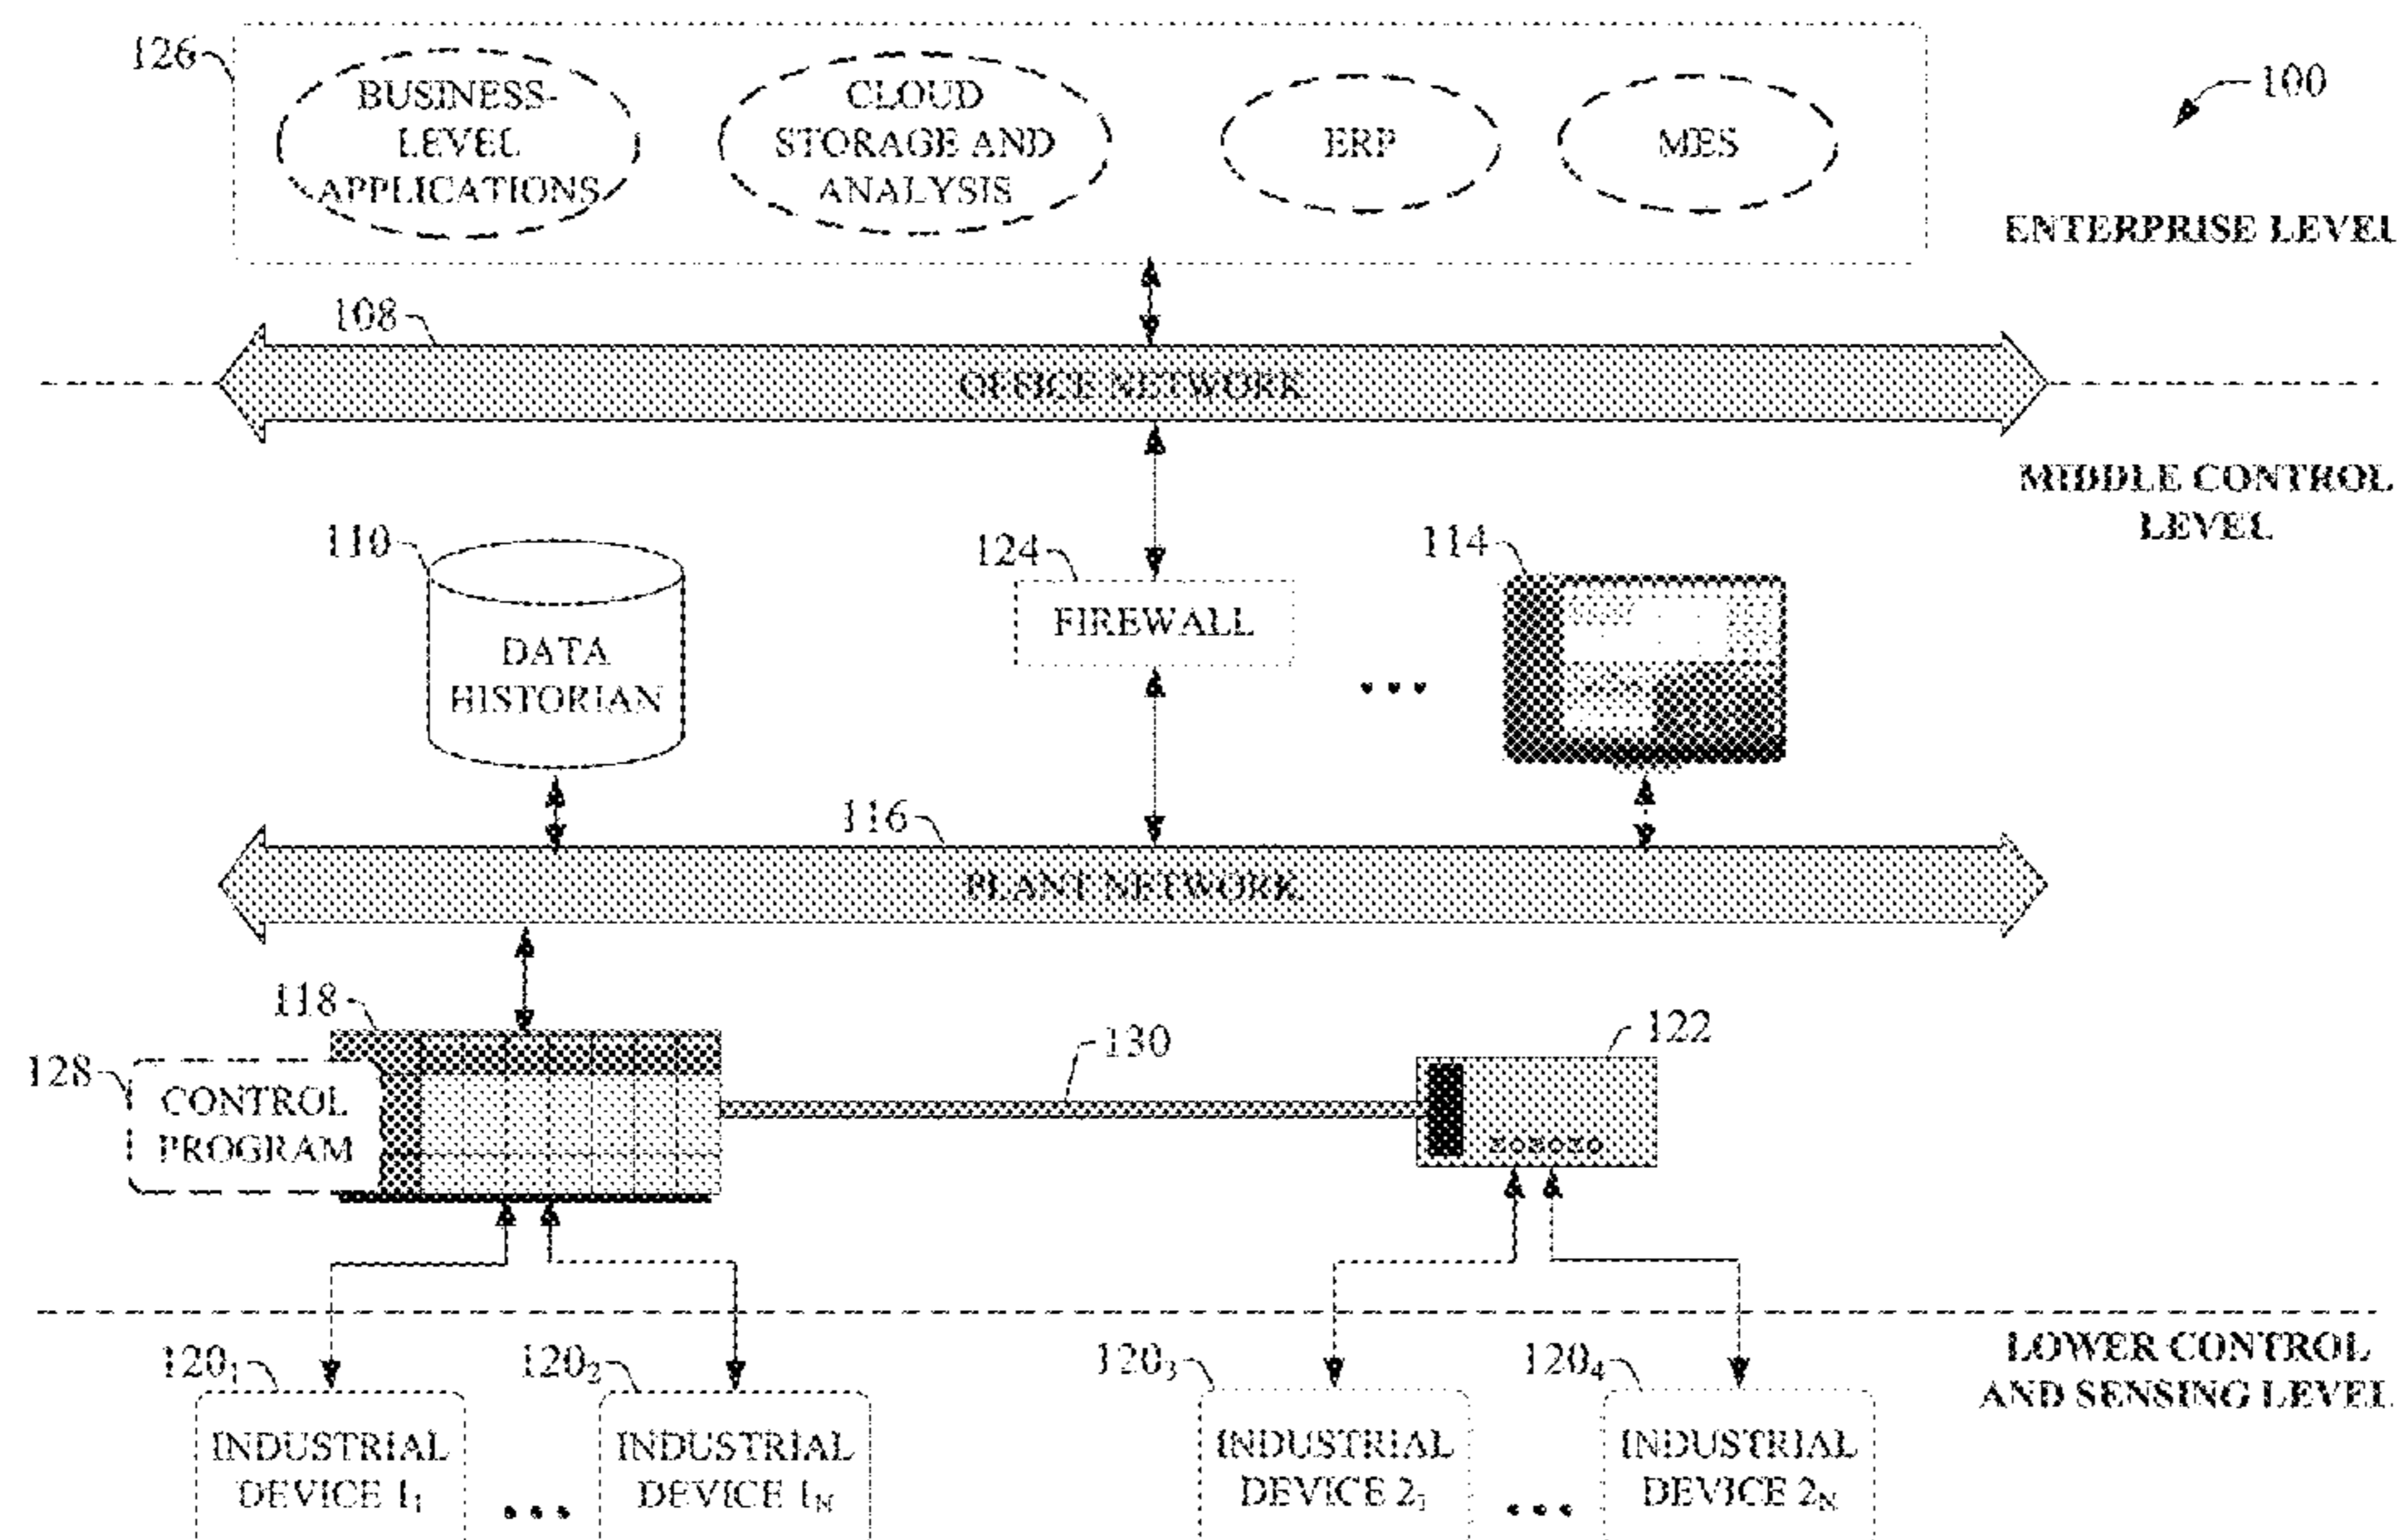 126
BUSINESS-
LEVEL
APPLICATIONS
CLOUD
STORAGE AND
ANALYSIS
ERP
MES
100
ENTERPRISE LEVEL
108
OFFICE NETWORK
MIDDLE CONTROL
LEVEL
110
DATA
HISTORIAN
124
FIREWALL
114
116
PLANT NETWORK
118
128
CONTROL
PROGRAM
130
122
LOWER CONTROL
AND SENSING LEVEL
120₁
INDUSTRIAL
DEVICE 1₁
120₂
INDUSTRIAL
DEVICE 1ₙ
120₃
INDUSTRIAL
DEVICE 2₁
120₄
INDUSTRIAL
DEVICE 2ₙ